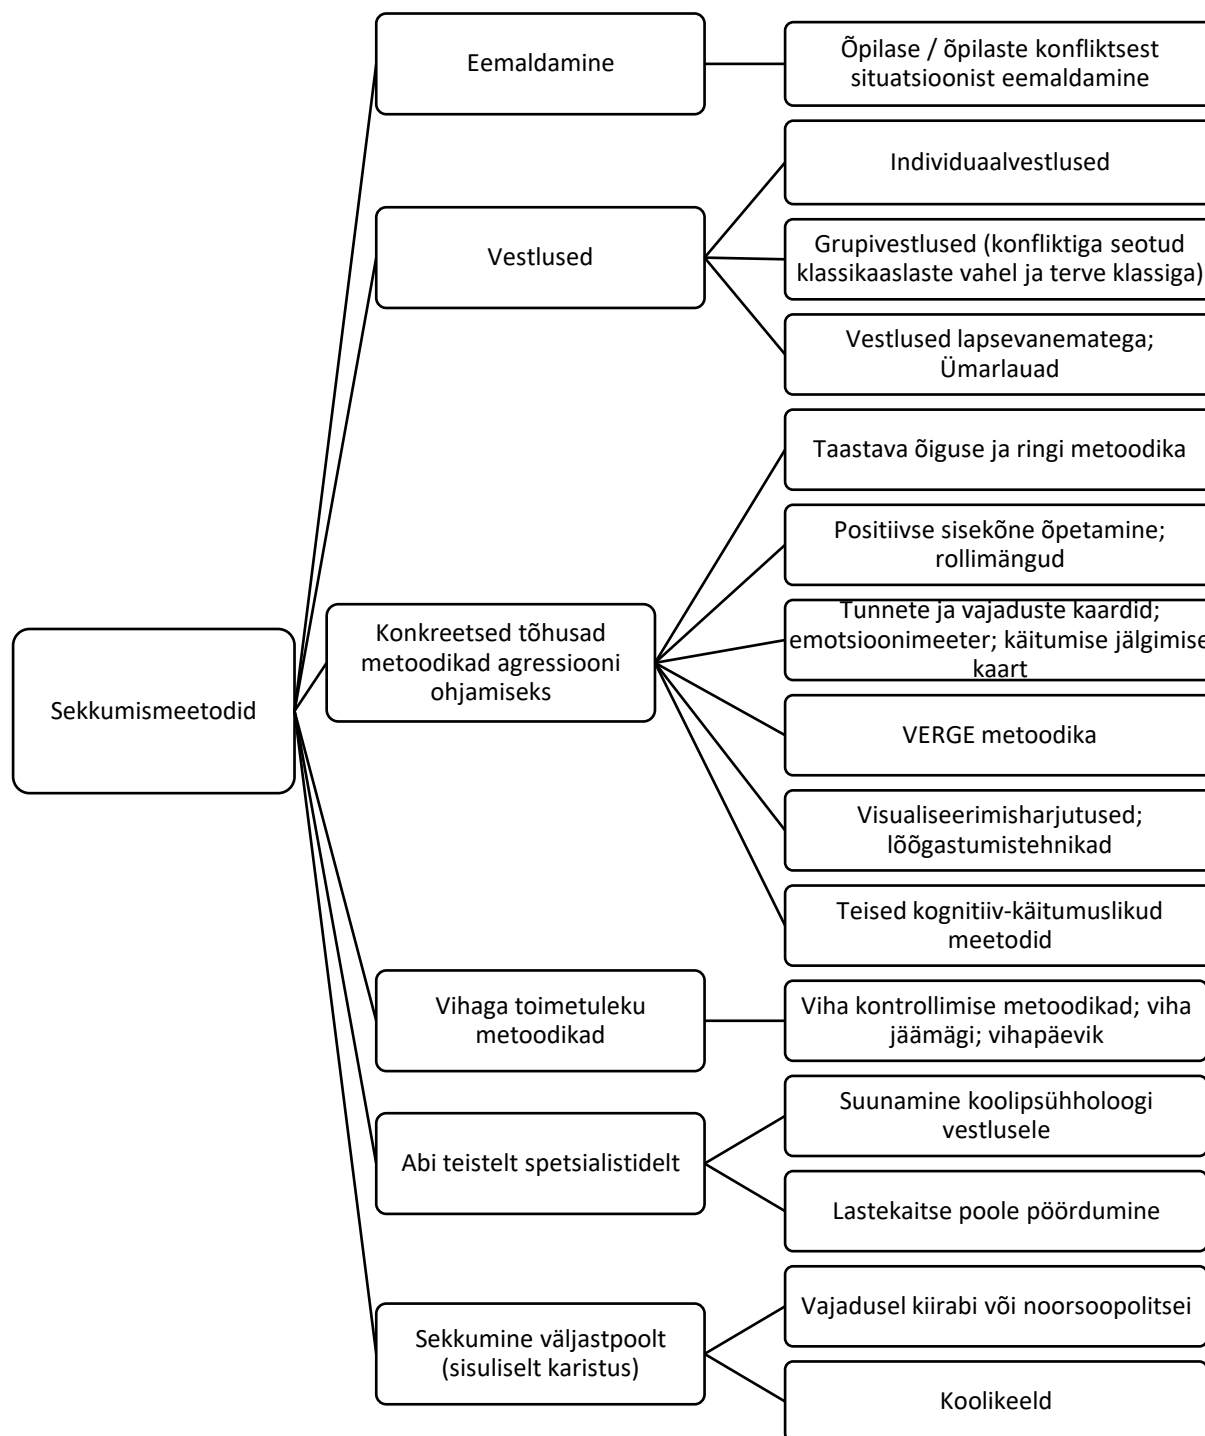 Sekkumismeetodid
Eemaldamine
Õpilase / õpilaste konfliktsest
situatsioonist eemaldamine
Vestlused
Individuaalvestlused
Grupivestlused (konfliktiga seotud
klassikaaslaste vahel ja terve klassiga)
Vestlused lapsevanematega;
Ümarlauad
Konkreetsed tõhusad
metoodikad agressiooni
ohjamiseks
Taastava õiguse ja ringi metoodika
Positiivse sisekõne õpetamine;
rollimängud
Tunnete ja vajaduste kaardid;
emotsioonimeeter; käitumise jälgimise
kaart
VERGE metoodika
Visualiseerimisharjutused;
lõõgastumistehnikad
Teised kognitiiv-käitumuslikud
meetodid
Vihaga toimetuleku
metoodikad
Viha kontrollimise metoodikad; viha
jäämägi; vihapäevik
Abi teistelt spetsialistidelt
Suunamine koolipsühholoogi
vestlusele
Lastekaitse poole pöördumine
Sekkumine väljastpoolt
(sisuliselt karistus)
Vajadusel kiirabi või noorsoopolitsei
Koolikeeld